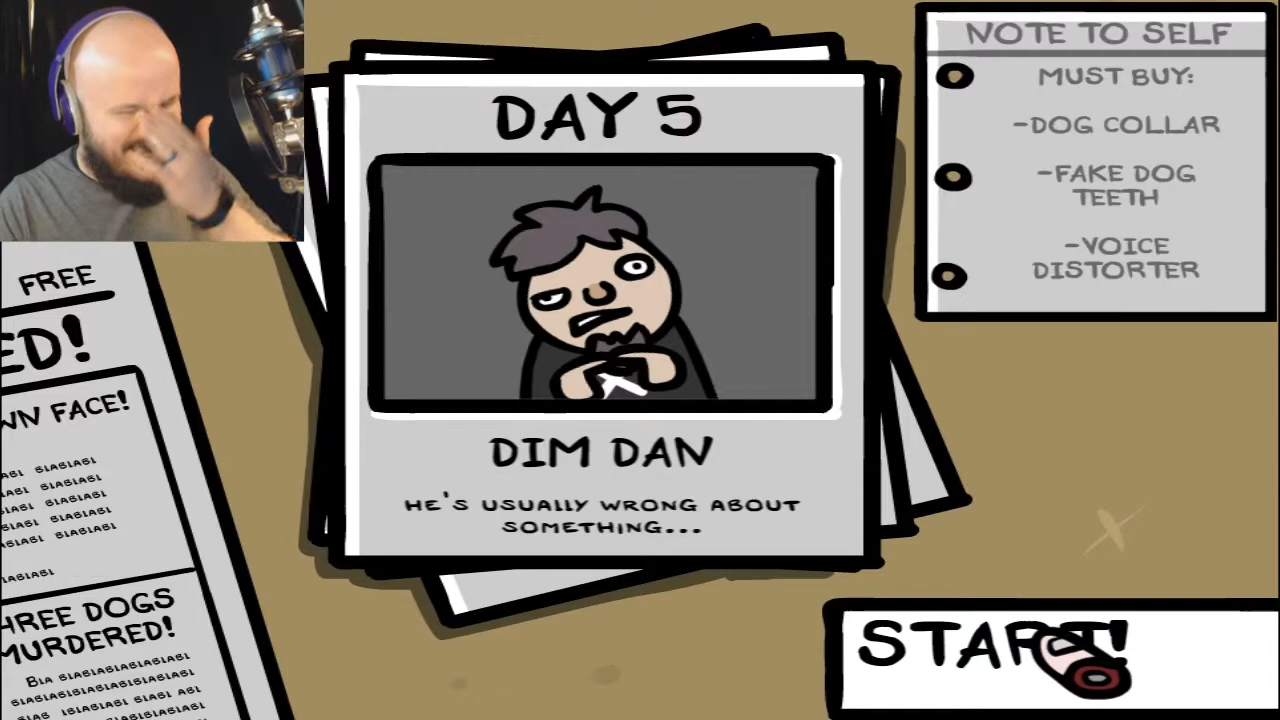 NOTE TO SELF
MUST BUY:
-DOG COLLAR
-FAKE DOG
TEETH
-VOICE
DISTORTER
DAY 5
DIM DAN
HE'S USUALLY WRONG ABOUT
SOMETHING...
FREE
ED!
WN FACE!
HREE DOGS
MURDERED!
START!